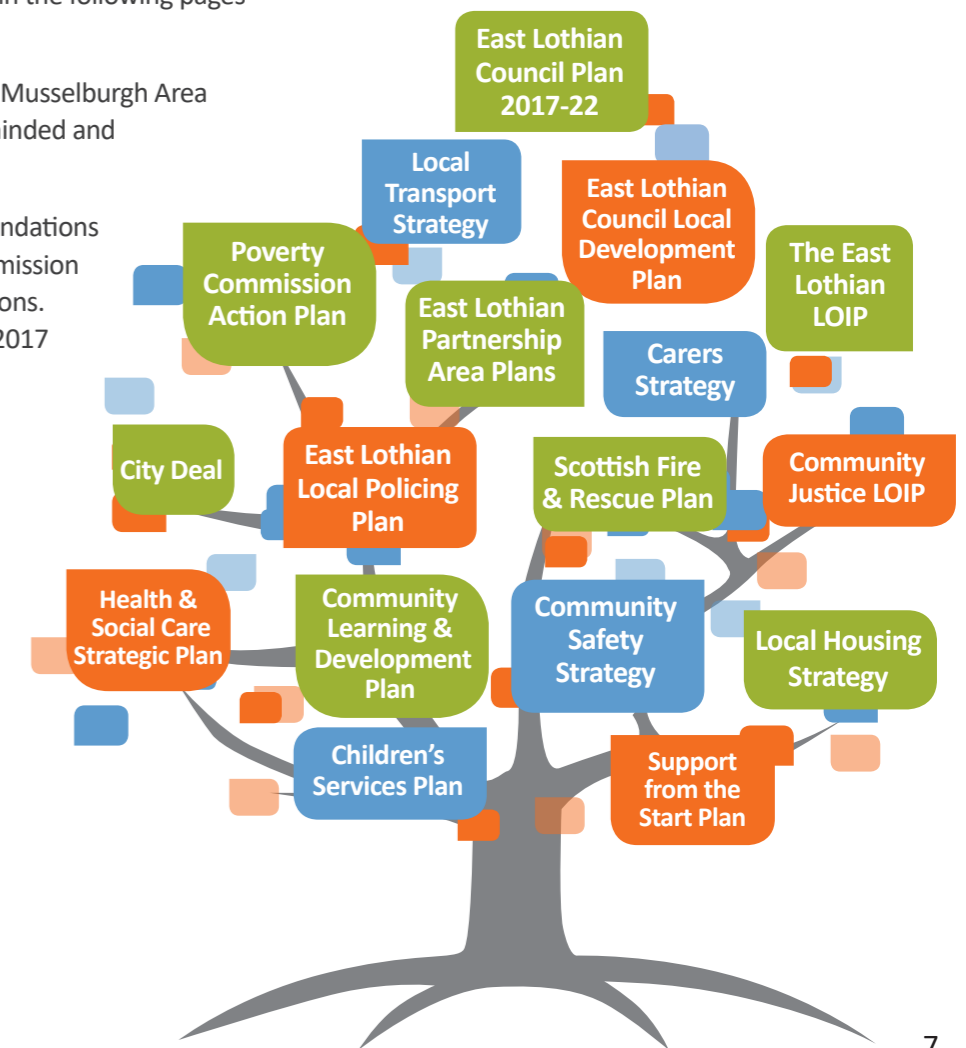 in the following pages
Musselburgh Area
inded and
ndations
mission
ons.
2017
East Lothian
Council Plan
2017-22
Local
Transport
Strategy
East Lothian
Council Local
Development
Plan
Poverty
Commission
Action Plan
The East
Lothian
LOIP
East Lothian
Partnership
Area Plans
Carers
Strategy
City Deal
East Lothian
Local Policing
Plan
Scottish Fire
& Rescue Plan
Community
Justice LOIP
Health &
Social Care
Strategic Plan
Community
Learning &
Development
Plan
Community
Safety
Strategy
Local Housing
Strategy
Children's
Services Plan
Support
from the
Start Plan
7